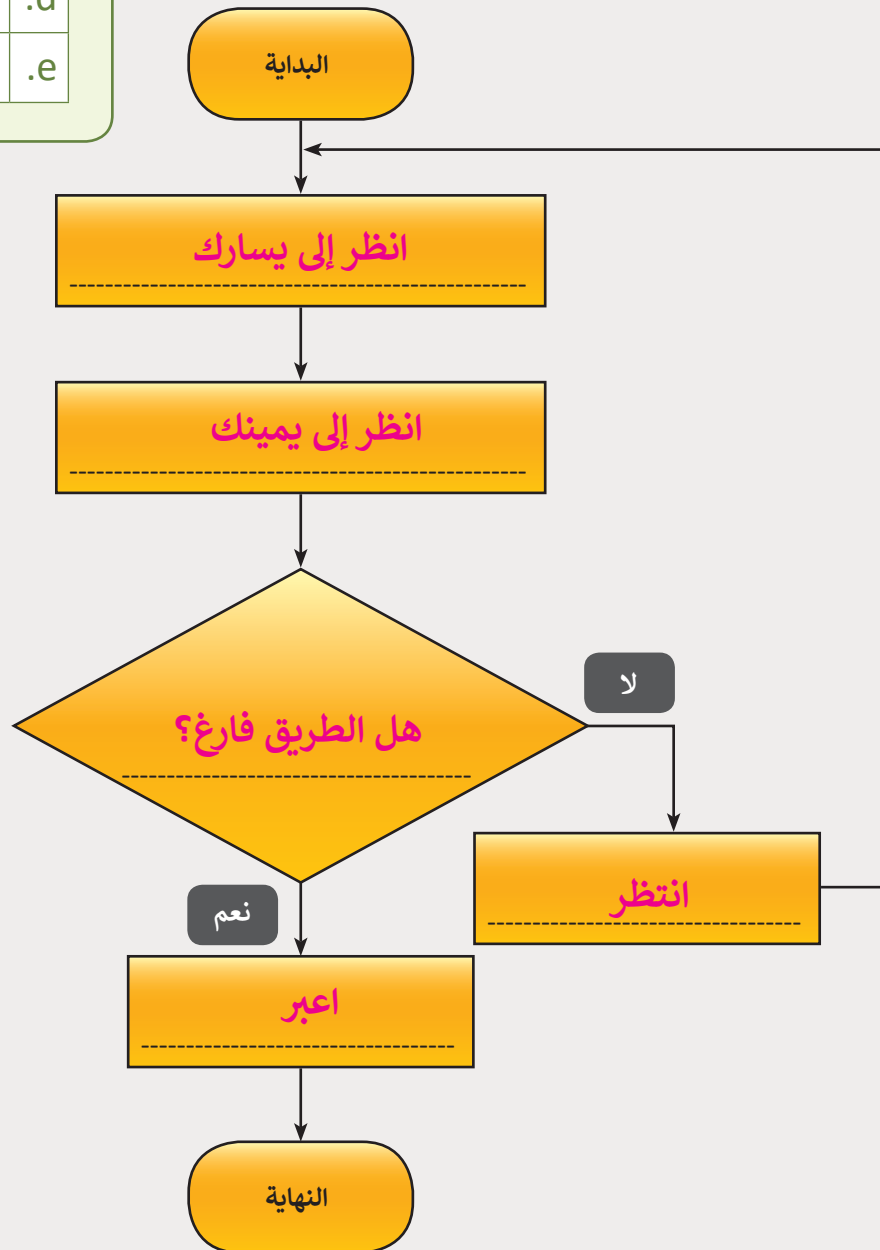 .d
.e
البداية
انظر إلى يسارك
انظر إلى يمينك
هل الطريق فارغ؟
لا
انتظر
نعم
اعبر
النهاية